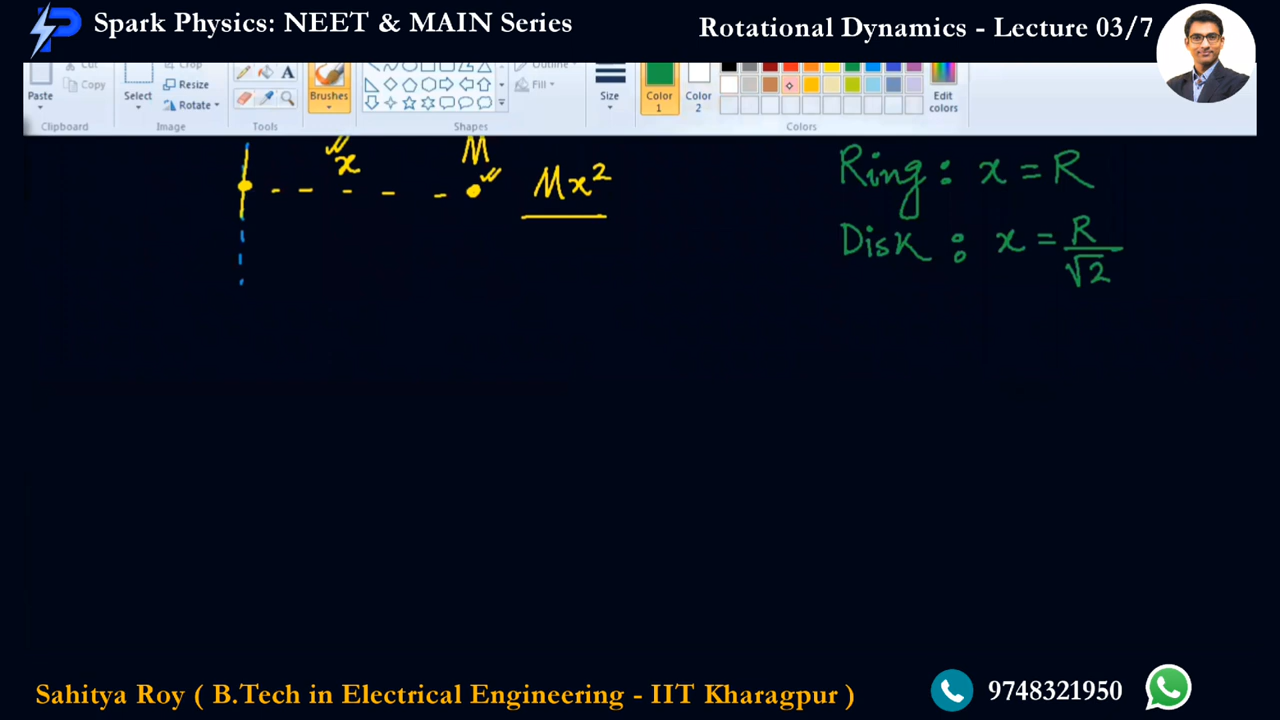 Spark Physics: NEET & MAIN Series
Rotational Dynamics - Lecture 03/7
Cut
Crop
Outline
Paste
Copy
Select
Resize
Rotate
A
Brushes
Fill
Size
Color 1
Color 2
Edit colors
Clipboard
Image
Tools
Shapes
Colors
x
M
Mx²
Ring : x = R
Disk : x = R/√2
Sahitya Roy ( B.Tech in Electrical Engineering - IIT Kharagpur )
9748321950